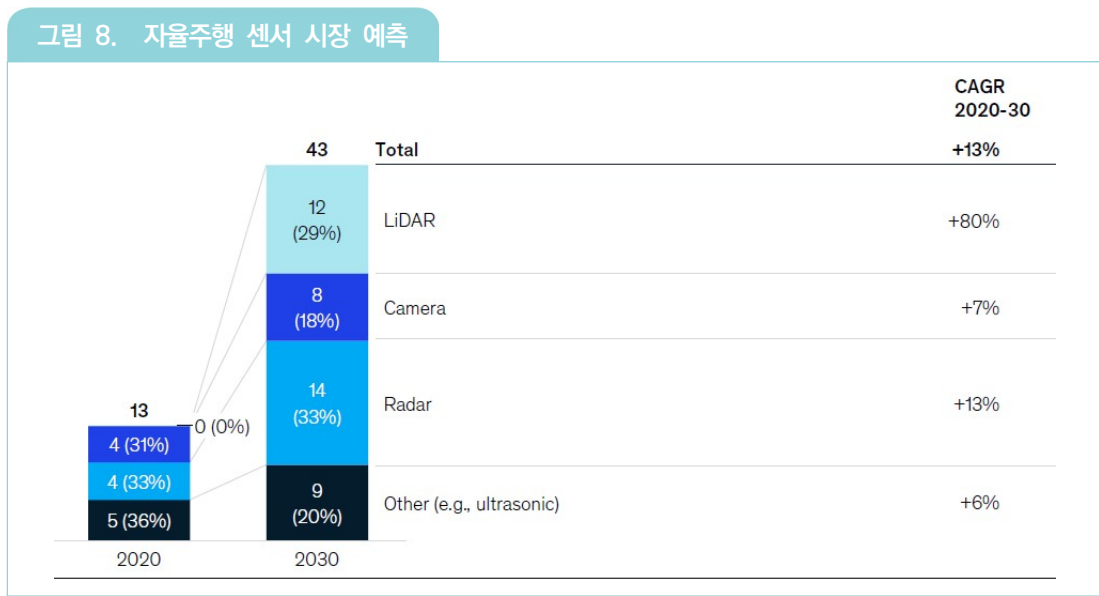 그림 8. 자율주행 센서 시장 예측
CAGR
2020-30
43 Total +13%
12
(29%)
LiDAR +80%
8
(18%)
Camera +7%
14
(33%)
Radar +13%
13
0 (0%)
4 (31%)
4 (33%)
5 (36%)
9
(20%)
Other (e.g., ultrasonic) +6%
2020 2030